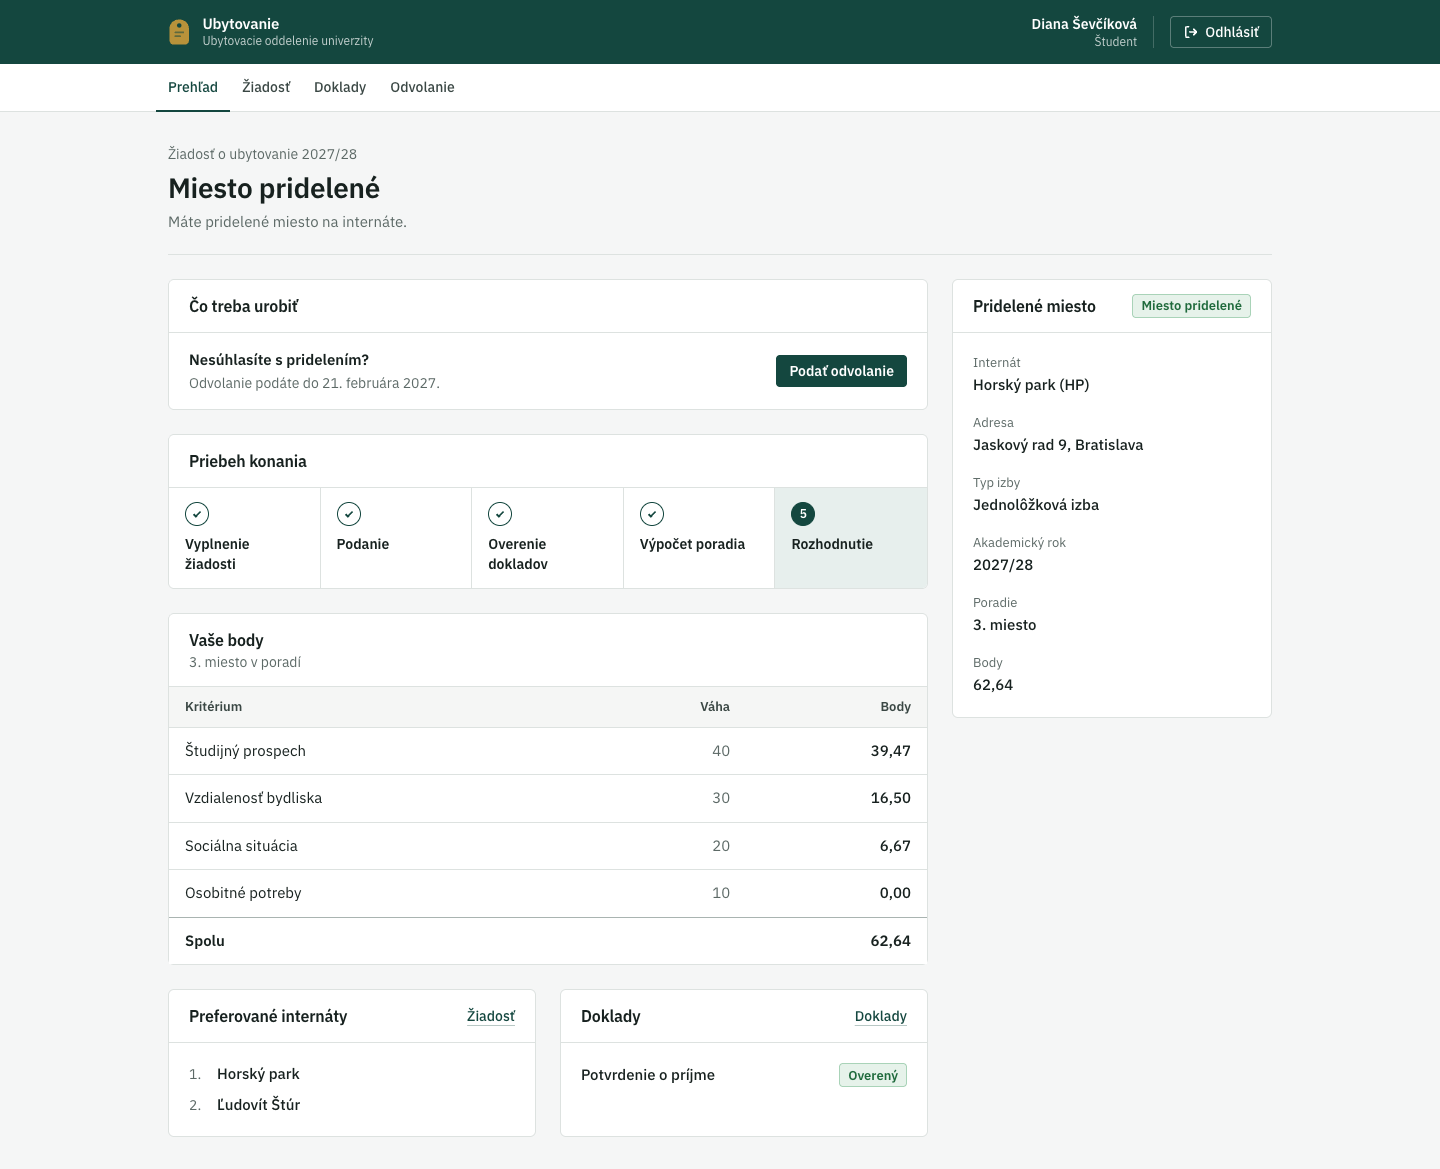 Ubytovanie
Ubytovacie oddelenie univerzity
Diana Ševčíková
Študent
Odhlásiť
Prehľad
Žiadosť
Doklady
Odvolanie
Žiadosť o ubytovanie 2027/28
Miesto pridelené
Máte pridelené miesto na internáte.
Čo treba urobiť
Nesúhlasíte s pridelením?
Odvolanie podáte do 21. februára 2027.
Podať odvolanie
Priebeh konania
Vyplnenie
žiadosti
Podanie
Overenie
dokladov
Výpočet poradia
5
Rozhodnutie
Vaše body
3. miesto v poradí
Kritérium Váha Body
Študijný prospech 40 39,47
Vzdialenosť bydliska 30 16,50
Sociálna situácia 20 6,67
Osobitné potreby 10 0,00
Spolu 62,64
Preferované internáty
Žiadosť
1. Horský park
2. Ľudovít Štúr
Doklady
Doklady
Potvrdenie o príjme
Overený
Pridelené miesto
Miesto pridelené
Internát
Horský park (HP)
Adresa
Jaskový rad 9, Bratislava
Typ izby
Jednolôžková izba
Akademický rok
2027/28
Poradie
3. miesto
Body
62,64